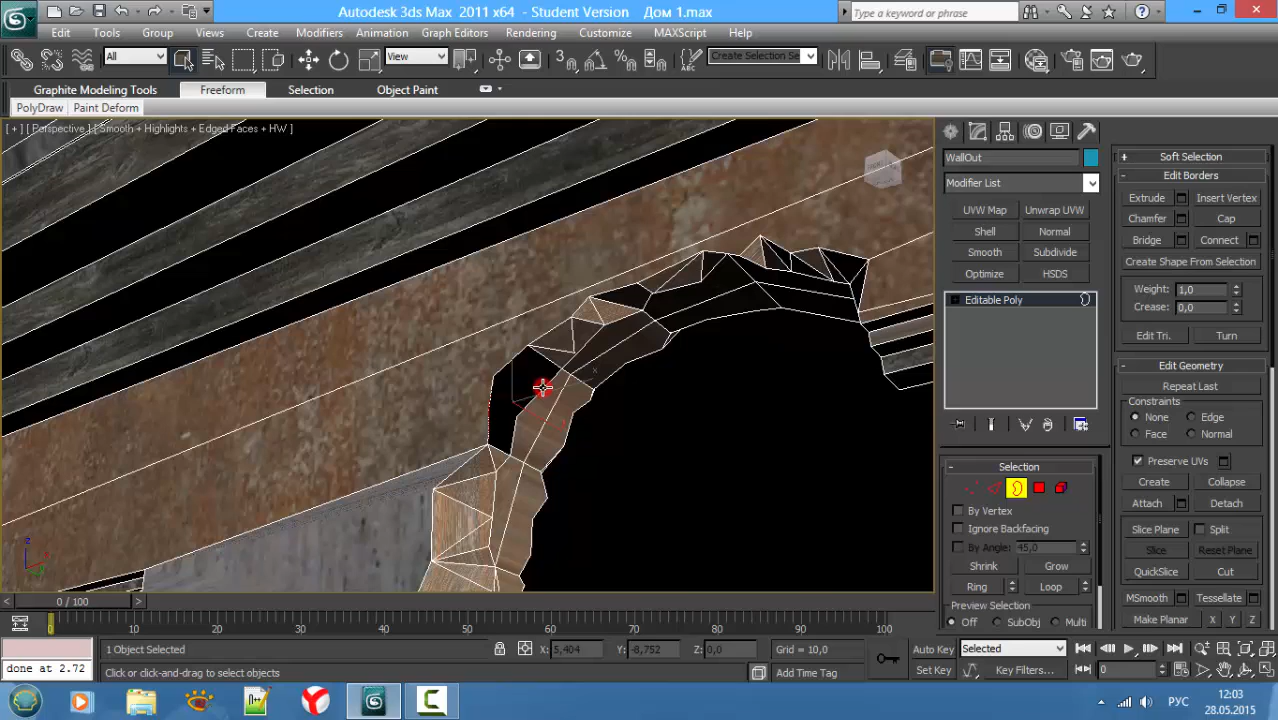 Autodesk 3ds Max 2011 x64 - Student Version Дом 1.max
Type a keyword or phrase
Edit Tools Group Views Create Modifiers Animation Graph Editors Rendering Customize MAXScript Help
All View Create Selection Se
Graphite Modeling Tools Freeform Selection Object Paint
PolyDraw Paint Deform
[ + ] [ Perspective ] [ Smooth + Highlights + Edged Faces + HW ]
WallOut
Modifier List
UVW Map Unwrap UVW
Shell Normal
Smooth Subdivide
Optimize HSDS
Editable Poly
Selection
By Vertex
Ignore Backfacing
By Angle: 45,0
Shrink Grow
Ring Loop
Preview Selection
Off SubObj Multi
Soft Selection
Edit Borders
Extrude Insert Vertex
Chamfer Cap
Bridge Connect
Create Shape From Selection
Weight: 1,0
Crease: 0,0
Edit Tri. Turn
Edit Geometry
Repeat Last
Constraints
None Edge
Face Normal
Preserve UVs
Create Collapse
Attach Detach
Slice Plane Split
Slice Reset Plane
QuickSlice Cut
MSmooth Tessellate
Make Planar X Y Z
0 / 100
0 10 20 30 40 50 60 70 80 90 100
1 Object Selected X: 5,404 Y: -8,752 Z: 0,0 Grid = 10,0 Auto Key Selected
done at 2.72 Click or click-and-drag to select objects Add Time Tag Set Key Key Filters... 0
РУС 12:03
28.05.2015